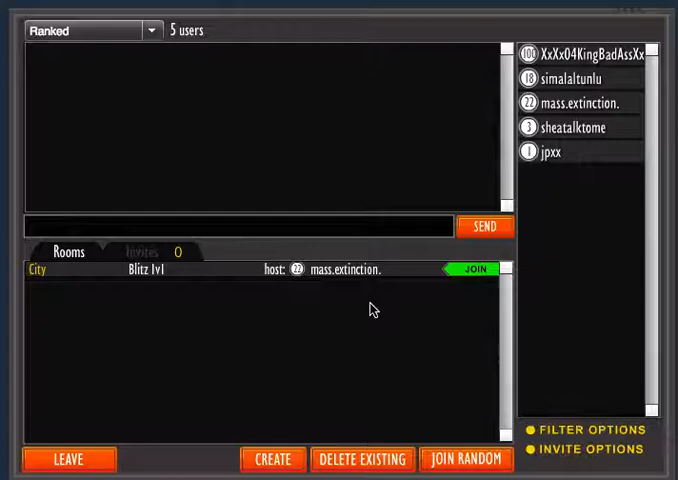 Ranked 5 users
100 XxXx04KingBadAssXx
18 simalaltunlu
22 mass.extinction.
3 sheatalktome
1 jpxx
SEND
Rooms Invites 0
City Blitz 1v1 host: 22 mass.extinction. JOIN
FILTER OPTIONS
INVITE OPTIONS
LEAVE CREATE DELETE EXISTING JOIN RANDOM